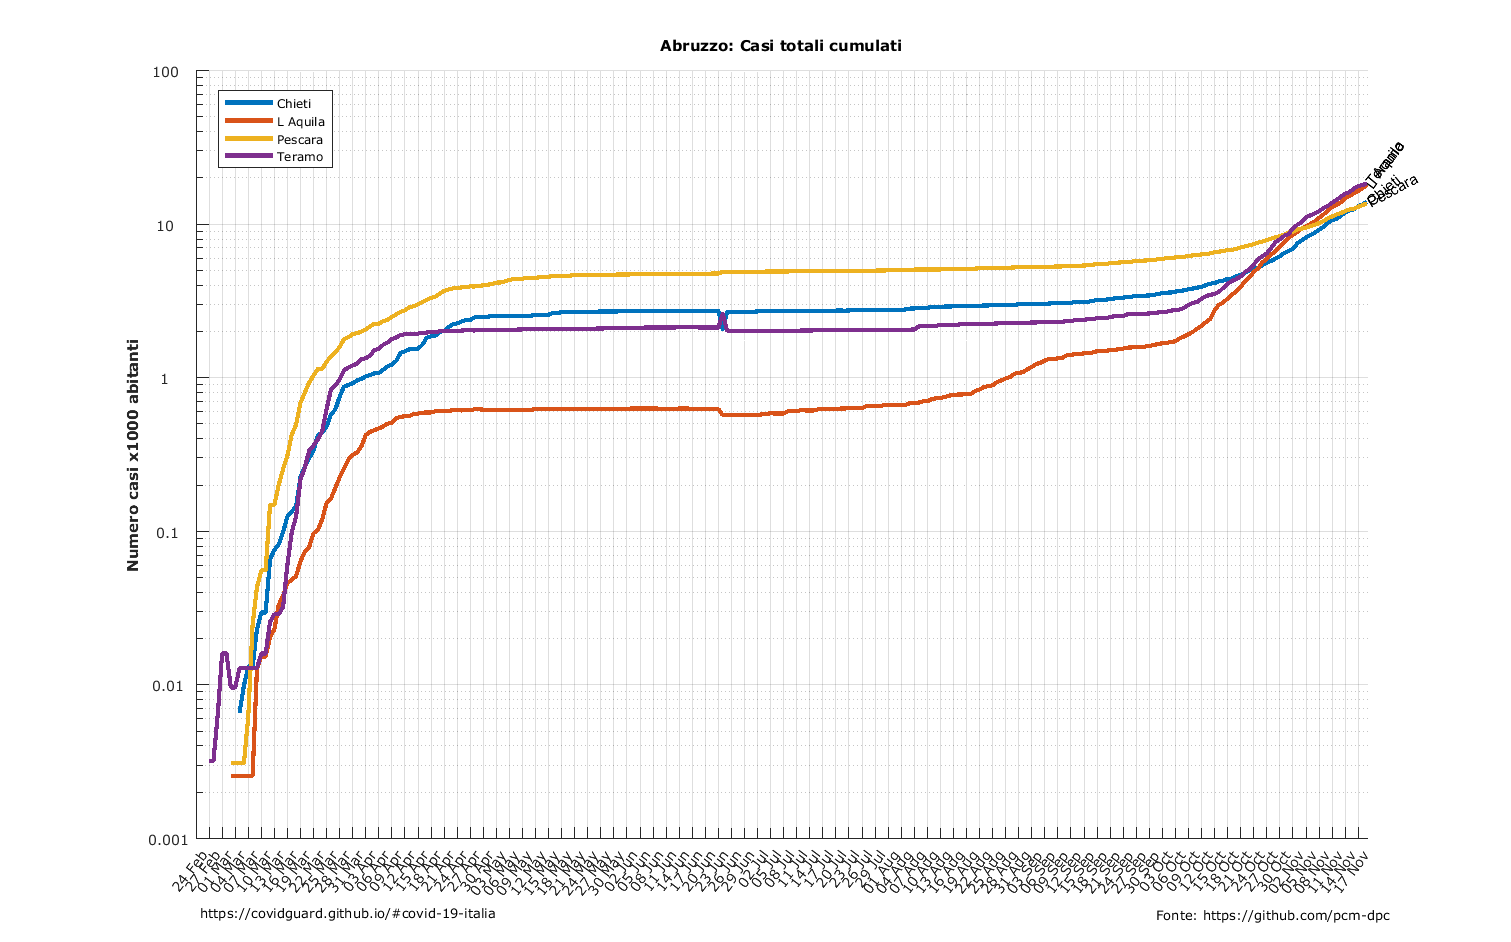 Abruzzo: Casi totali cumulati
100
10
1
0.1
0.01
0.001
Numero casi x1000 abitanti
Chieti
L Aquila
Pescara
Teramo
Teramo
L Aquila
Chieti
Pescara
24 Feb
27 Feb
01 Mar
04 Mar
07 Mar
10 Mar
13 Mar
16 Mar
19 Mar
22 Mar
25 Mar
28 Mar
31 Mar
03 Apr
06 Apr
09 Apr
12 Apr
15 Apr
18 Apr
21 Apr
24 Apr
27 Apr
30 Apr
03 May
06 May
09 May
12 May
15 May
18 May
21 May
24 May
27 May
30 May
02 Jun
05 Jun
08 Jun
11 Jun
14 Jun
17 Jun
20 Jun
23 Jun
26 Jun
29 Jun
02 Jul
05 Jul
08 Jul
11 Jul
14 Jul
17 Jul
20 Jul
23 Jul
26 Jul
29 Jul
01 Aug
04 Aug
07 Aug
10 Aug
13 Aug
16 Aug
19 Aug
22 Aug
25 Aug
28 Aug
31 Aug
03 Sep
06 Sep
09 Sep
12 Sep
15 Sep
18 Sep
21 Sep
24 Sep
27 Sep
30 Sep
03 Oct
06 Oct
09 Oct
12 Oct
15 Oct
18 Oct
21 Oct
24 Oct
27 Oct
30 Oct
02 Nov
05 Nov
08 Nov
11 Nov
14 Nov
17 Nov
https://covidguard.github.io/#covid-19-italia
Fonte: https://github.com/pcm-dpc